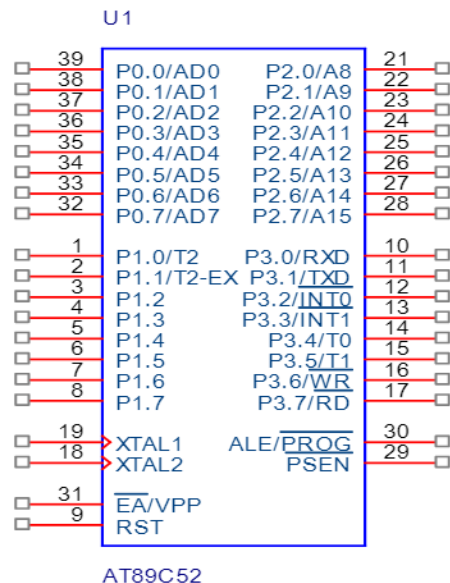 U1
39 P0.0/AD0 P2.0/A8 21
38 P0.1/AD1 P2.1/A9 22
37 P0.2/AD2 P2.2/A10 23
36 P0.3/AD3 P2.3/A11 24
35 P0.4/AD4 P2.4/A12 25
34 P0.5/AD5 P2.5/A13 26
33 P0.6/AD6 P2.6/A14 27
32 P0.7/AD7 P2.7/A15 28
1 P1.0/T2 P3.0/RXD 10
2 P1.1/T2-EX P3.1/TXD 11
3 P1.2 P3.2/INT0 12
4 P1.3 P3.3/INT1 13
5 P1.4 P3.4/T0 14
6 P1.5 P3.5/T1 15
7 P1.6 P3.6/WR 16
8 P1.7 P3.7/RD 17
19 XTAL1 ALE/PROG 30
18 XTAL2 PSEN 29
31 EA/VPP
9 RST
AT89C52